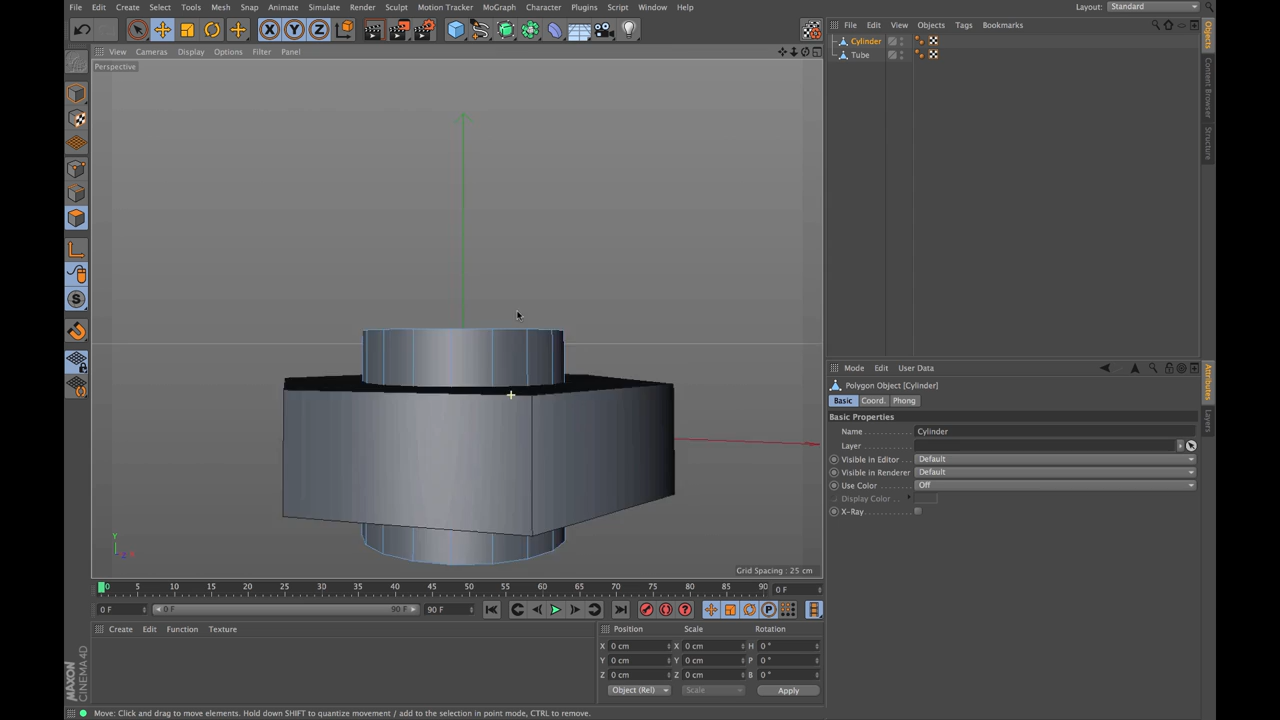 File Edit Create Select Tools Mesh Snap Animate Simulate Render Sculpt Motion Tracker MoGraph Character Plugins Script Window Help Layout: Standard
View Cameras Display Options Filter Panel
File Edit View Objects Tags Bookmarks
Cylinder
Tube
Perspective
Objects
Content Browser
Structure
Mode Edit User Data
Polygon Object [Cylinder]
Basic Coord. Phong
Basic Properties
Name Cylinder
Layer
Visible in Editor Default
Visible in Renderer Default
Use Color Off
Display Color
X-Ray
Attributes
Layers
Y
X
Grid Spacing : 25 cm
0 5 10 15 20 25 30 35 40 45 50 55 60 65 70 75 80 85 90 0 F
0 F 0 F 90 F 90 F
Create Edit Function Texture
Position Scale Rotation
X 0 cm X 0 cm H 0 °
Y 0 cm Y 0 cm P 0 °
Z 0 cm Z 0 cm B 0 °
Object (Rel) Scale Apply
MAXON
CINEMA 4D
Move: Click and drag to move elements. Hold down SHIFT to quantize movement / add to the selection in point mode, CTRL to remove.